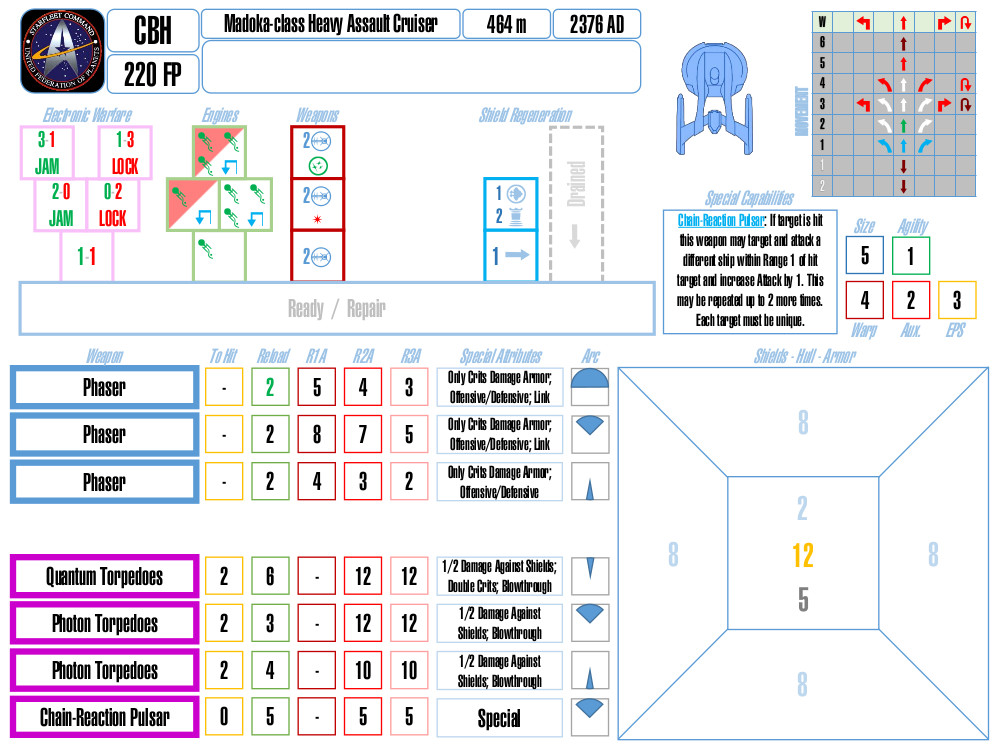 STARFLEET COMMAND
UNITED FEDERATION OF PLANETS
CBH
220 FP
Madoka-class Heavy Assault Cruiser
464 m
2376 AD
Electronic Warfare
Engines
Weapons
Shield Regeneration
3-1
JAM
1-3
LOCK
2-0
JAM
0-2
LOCK
1-1
2
2
2
1
2
1
Drained
Ready / Repair
MOVEMENT
W
6
5
4
3
2
1
1
2
Special Capabilities
Chain-Reaction Pulsar: If target is hit
this weapon may target and attack a
different ship within Range 1 of hit
target and increase Attack by 1. This
may be repeated up to 2 more times.
Each target must be unique.
Size
Agility
5
1
4
2
3
Warp
Aux.
EPS
Weapon To Hit Reload R1A R2A R3A Special Attributes Arc
Phaser - 2 5 4 3 Only Crits Damage Armor;
Offensive/Defensive; Link
Phaser - 2 8 7 5 Only Crits Damage Armor;
Offensive/Defensive; Link
Phaser - 2 4 3 2 Only Crits Damage Armor;
Offensive/Defensive
Quantum Torpedoes 2 6 - 12 12 1/2 Damage Against Shields;
Double Crits; Blowthrough
Photon Torpedoes 2 3 - 12 12 1/2 Damage Against
Shields; Blowthrough
Photon Torpedoes 2 4 - 10 10 1/2 Damage Against
Shields; Blowthrough
Chain-Reaction Pulsar 0 5 - 5 5 Special
Shields - Hull - Armor
8
2
8
12
8
5
8